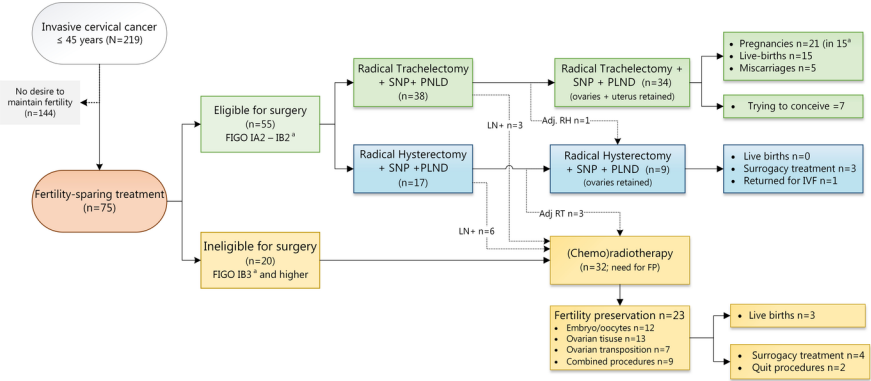 Invasive cervical cancer
≤ 45 years (N=219)
No desire to
maintain fertility
(n=144)
Fertility-sparing treatment
(n=75)
Eligible for surgery
(n=55)
FIGO IA2 – IB2 a
Ineligible for surgery
(n=20)
FIGO IB3 a and higher
Radical Trachelectomy
+ SNP+ PNLD
(n=38)
Radical Hysterectomy
+ SNP +PLND
(n=17)
LN+ n=3
LN+ n=6
Adj. RH n=1
Adj RT n=3
Radical Trachelectomy +
SNP + PLND (n=34)
(ovaries + uterus retained)
Radical Hysterectomy
+ SNP + PLND (n=9)
(ovaries retained)
(Chemo)radiotherapy
(n=32; need for FP)
Fertility preservation n=23
• Embryo/oocytes n=12
• Ovarian tisuse n=13
• Ovarian transposition n=7
• Combined procedures n=9
• Pregnancies n=21 (in 15a
• Live-births n=15
• Miscarriages n=5
• Trying to conceive =7
• Live births n=0
• Surrogacy treatment n=3
• Returned for IVF n=1
• Live births n=3
• Surrogacy treatment n=4
• Quit procedures n=2